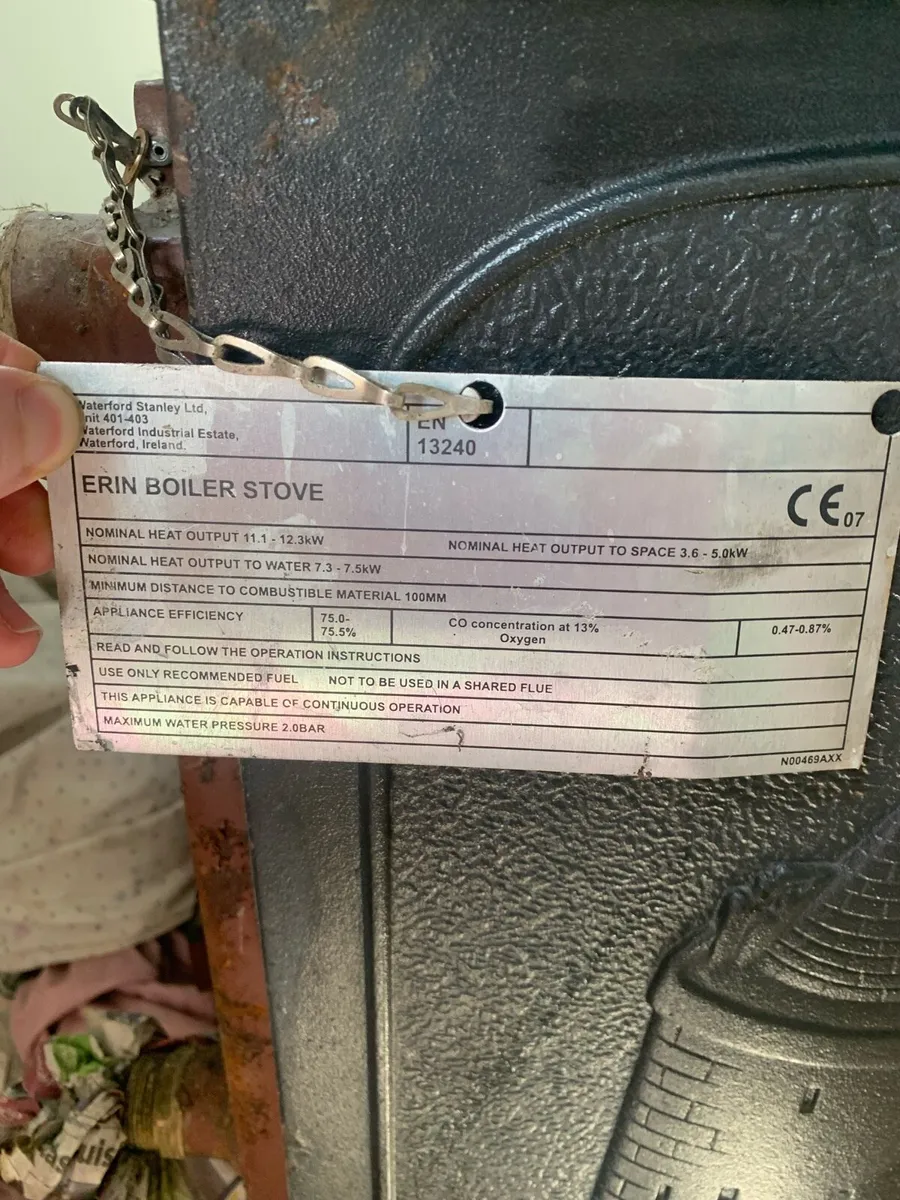 Waterford Stanley Ltd,
Unit 401-403
Waterford Industrial Estate,
Waterford, Ireland.
EN
13240
ERIN BOILER STOVE
CE 07
NOMINAL HEAT OUTPUT 11.1 - 12.3kW
NOMINAL HEAT OUTPUT TO SPACE 3.6 - 5.0kW
NOMINAL HEAT OUTPUT TO WATER 7.3 - 7.5kW
MINIMUM DISTANCE TO COMBUSTIBLE MATERIAL 100MM
APPLIANCE EFFICIENCY
75.0-
75.5%
CO concentration at 13%
Oxygen
0.47-0.87%
READ AND FOLLOW THE OPERATION INSTRUCTIONS
USE ONLY RECOMMENDED FUEL NOT TO BE USED IN A SHARED FLUE
THIS APPLIANCE IS CAPABLE OF CONTINUOUS OPERATION
MAXIMUM WATER PRESSURE 2.0BAR
N00469AXX